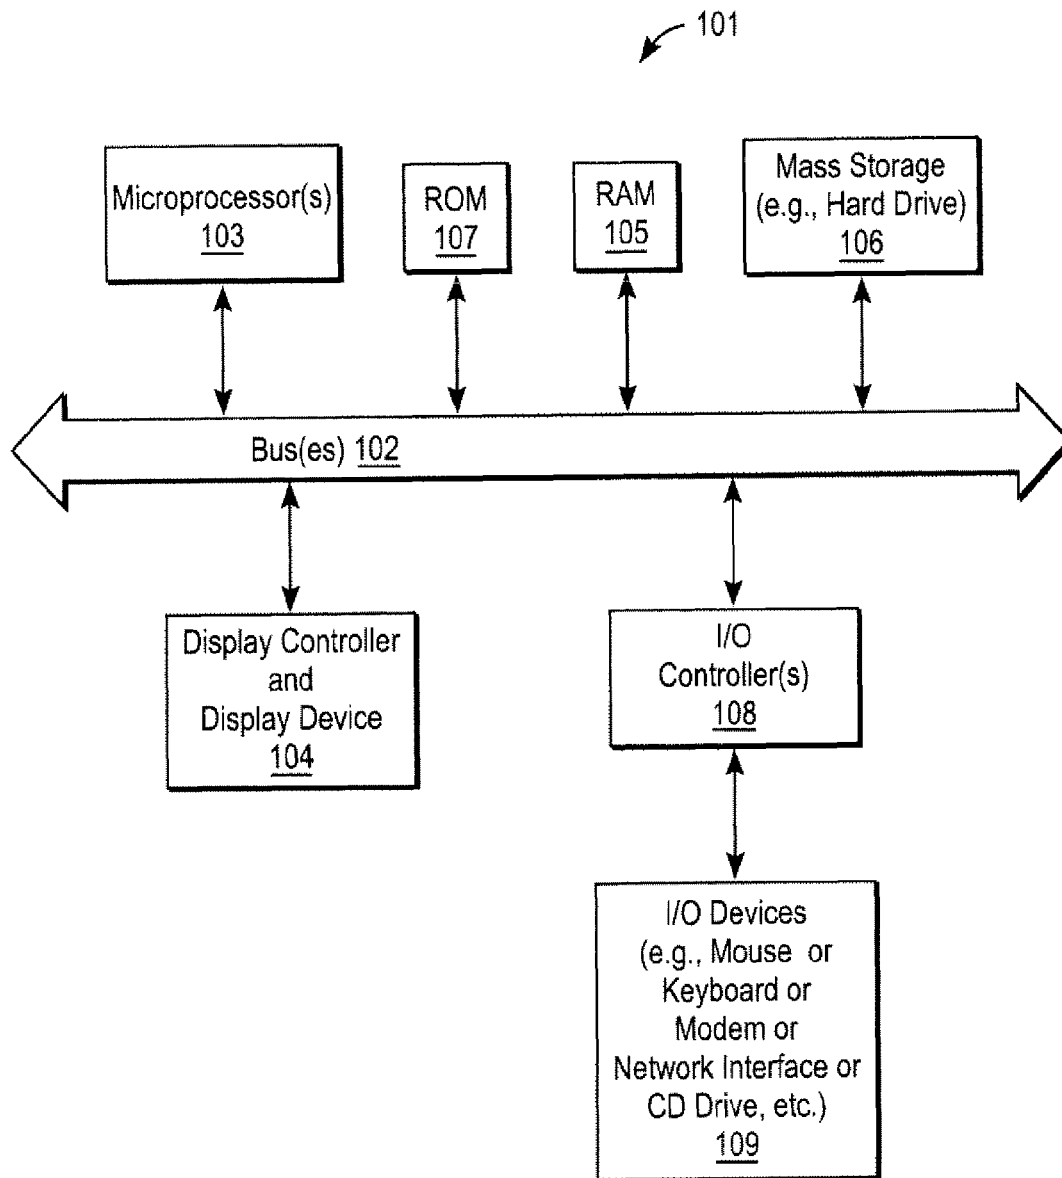 101
Microprocessor(s)
103
ROM
107
RAM
105
Mass Storage
(e.g., Hard Drive)
106
Bus(es) 102
Display Controller
and
Display Device
104
I/O
Controller(s)
108
I/O Devices
(e.g., Mouse or
Keyboard or
Modem or
Network Interface or
CD Drive, etc.)
109